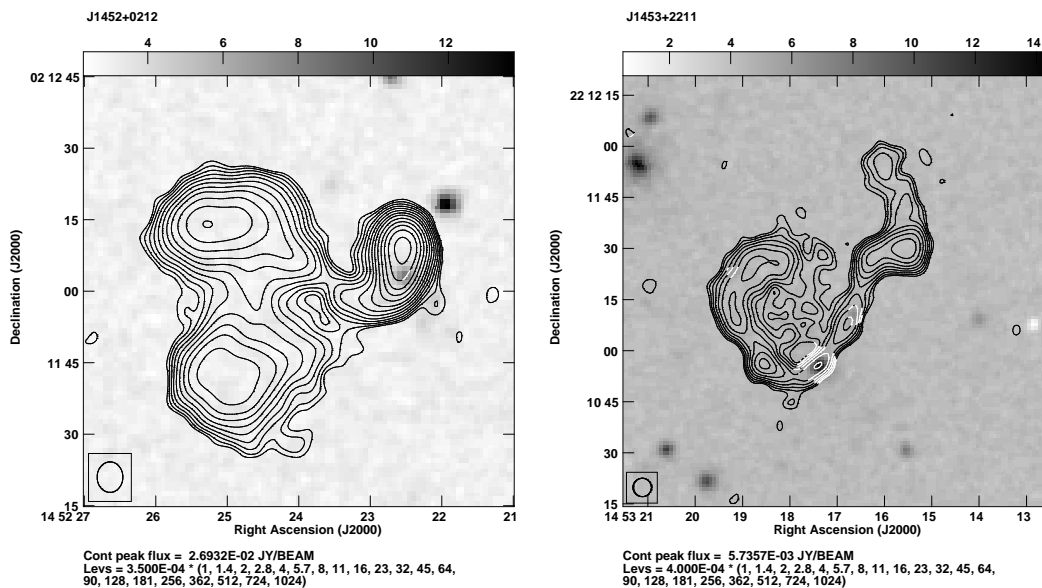 J1452+0212
4 6 8 10 12
02 12 45
30
15
00
11 45
30
15
14 52 27 26 25 24 23 22 21
Declination (J2000)
Right Ascension (J2000)
Cont peak flux = 2.6932E-02 JY/BEAM
Levs = 3.500E-04 * (1, 1.4, 2, 2.8, 4, 5.7, 8, 11, 16, 23, 32, 45, 64,
90, 128, 181, 256, 362, 512, 724, 1024)
J1453+2211
2 4 6 8 10 12 14
22 12 15
00
11 45
30
15
00
10 45
30
15
14 53 21 20 19 18 17 16 15 14 13
Declination (J2000)
Right Ascension (J2000)
Cont peak flux = 5.7357E-03 JY/BEAM
Levs = 4.000E-04 * (1, 1.4, 2, 2.8, 4, 5.7, 8, 11, 16, 23, 32, 45, 64,
90, 128, 181, 256, 362, 512, 724, 1024)